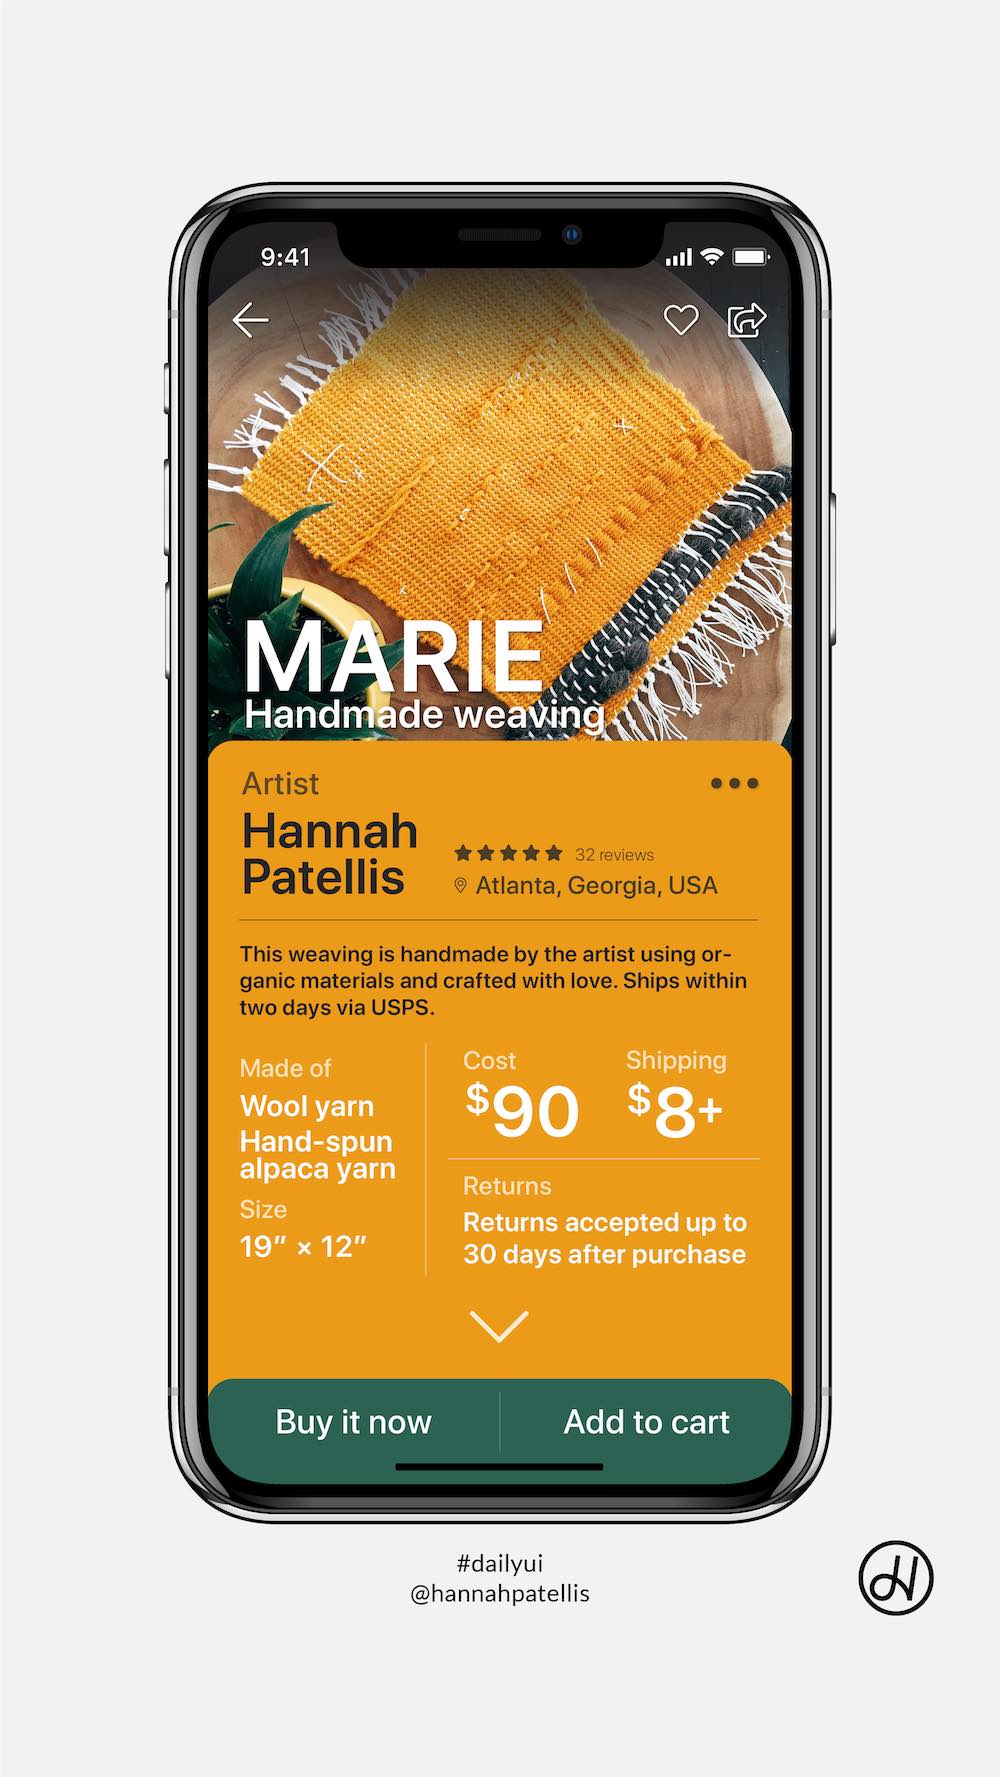 9:41
MARIE
Handmade weaving
Artist
Hannah
Patellis
32 reviews
Atlanta, Georgia, USA
This weaving is handmade by the artist using or-
ganic materials and crafted with love. Ships within
two days via USPS.
Made of
Wool yarn
Hand-spun
alpaca yarn
Size
19” × 12”
Cost
$90
Shipping
$8+
Returns
Returns accepted up to
30 days after purchase
Buy it now
Add to cart
#dailyui
@hannahpatellis
H